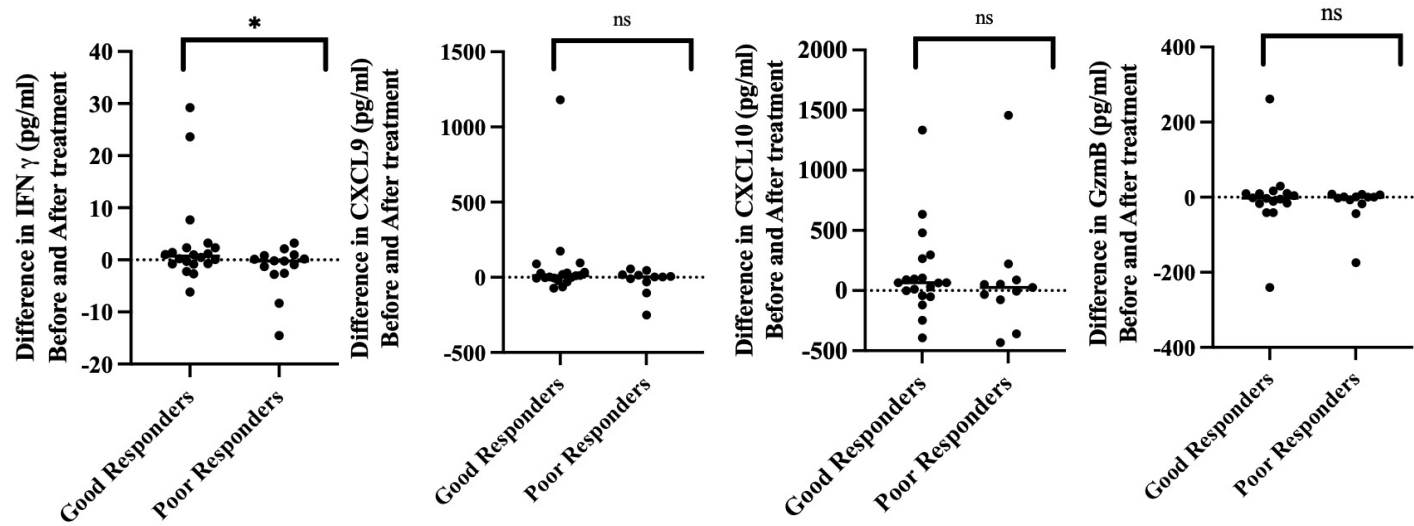 *
Difference in IFN γ (pg/ml)
Before and After treatment
40
30
20
10
0
-10
-20
Good Responders
Poor Responders
ns
Difference in CXCL9 (pg/ml)
Before and After treatment
1500
1000
500
0
-500
Good Responders
Poor Responders
ns
Difference in CXCL10 (pg/ml)
Before and After treatment
2000
1500
1000
500
0
-500
Good Responders
Poor Responders
ns
Difference in GzmB (pg/ml)
Before and After treatment
400
200
0
-200
-400
Good Responders
Poor Responders